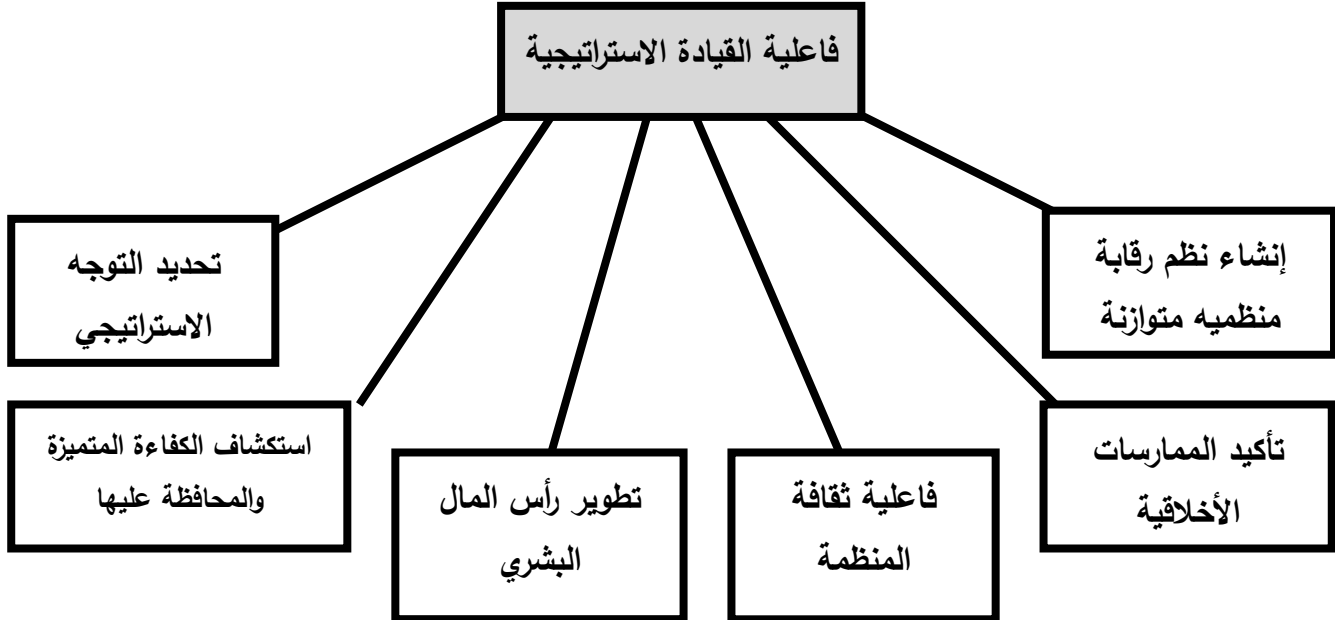 فاعلية القيادة الاستراتيجية
إنشاء نظم رقابة
منظميه متوازنة
تحديد التوجه
الاستراتيجي
تأكيد الممارسات
الأخلاقية
فاعلية ثقافة
المنظمة
تطوير رأس المال
البشري
استكشاف الكفاءة المتميزة
والمحافظة عليها